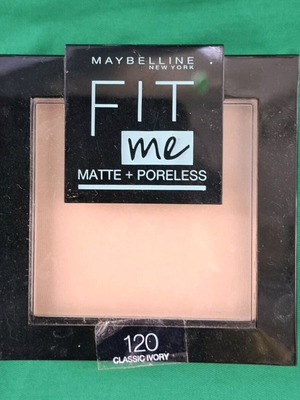 MAYBELLINE
NEW YORK
FIT
me
MATTE + PORELESS
120
CLASSIC IVORY